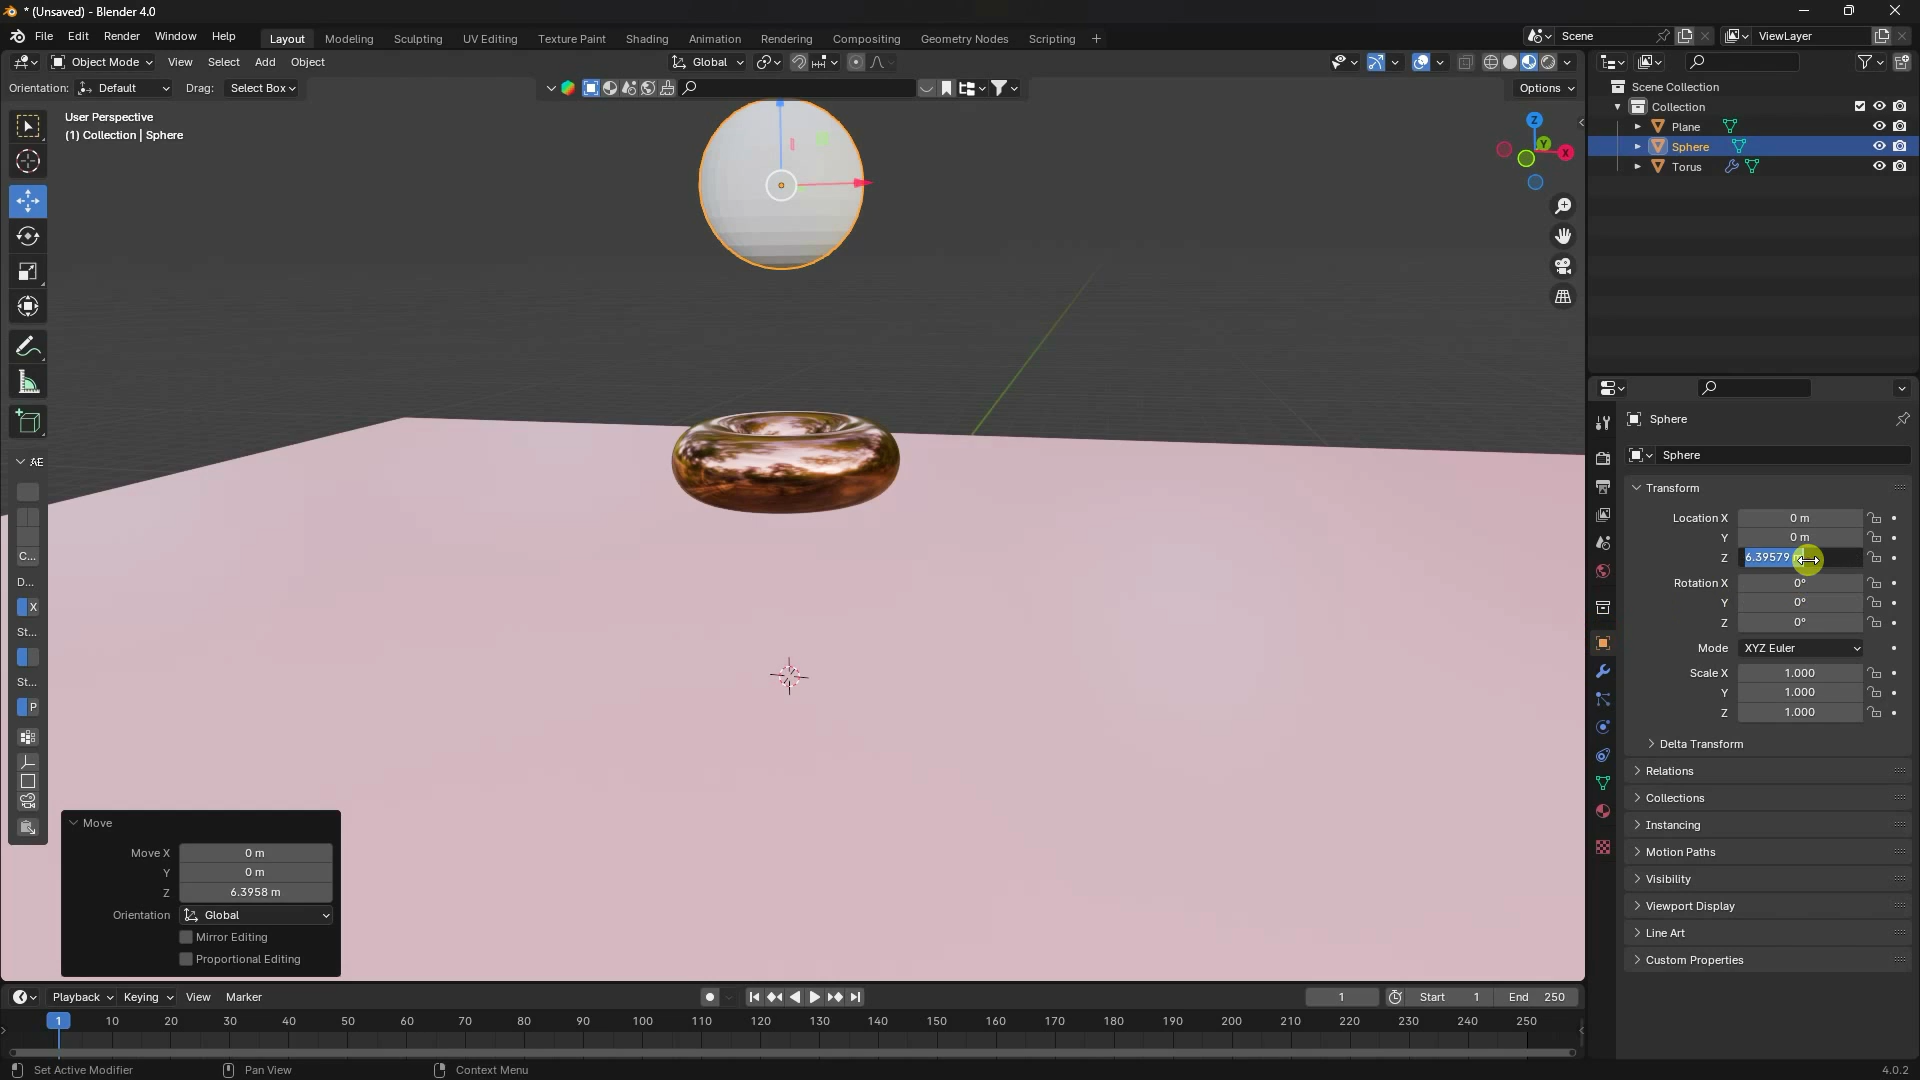 * (Unsaved) - Blender 4.0
File Edit Render Window Help
Layout Modeling Sculpting UV Editing Texture Paint Shading Animation Rendering Compositing Geometry Nodes Scripting +
Scene
ViewLayer
Object Mode View Select Add Object
Global
Orientation: Default Drag: Select Box
Options
User Perspective
(1) Collection | Sphere
Z
Y
X
Scene Collection
Collection
Plane
Sphere
Torus
AE
C...
D...
X
St...
St...
P
Sphere
Sphere
Transform
Location X 0 m
Y 0 m
Z 6.39579
Rotation X 0°
Y 0°
Z 0°
Mode XYZ Euler
Scale X 1.000
Y 1.000
Z 1.000
Delta Transform
Relations
Collections
Instancing
Motion Paths
Visibility
Viewport Display
Line Art
Custom Properties
Move
Move X 0 m
Y 0 m
Z 6.3958 m
Orientation Global
Mirror Editing
Proportional Editing
Playback Keying View Marker
1
Start 1
End 250
1 10 20 30 40 50 60 70 80 90 100 110 120 130 140 150 160 170 180 190 200 210 220 230 240 250
Set Active Modifier Pan View Context Menu
4.0.2